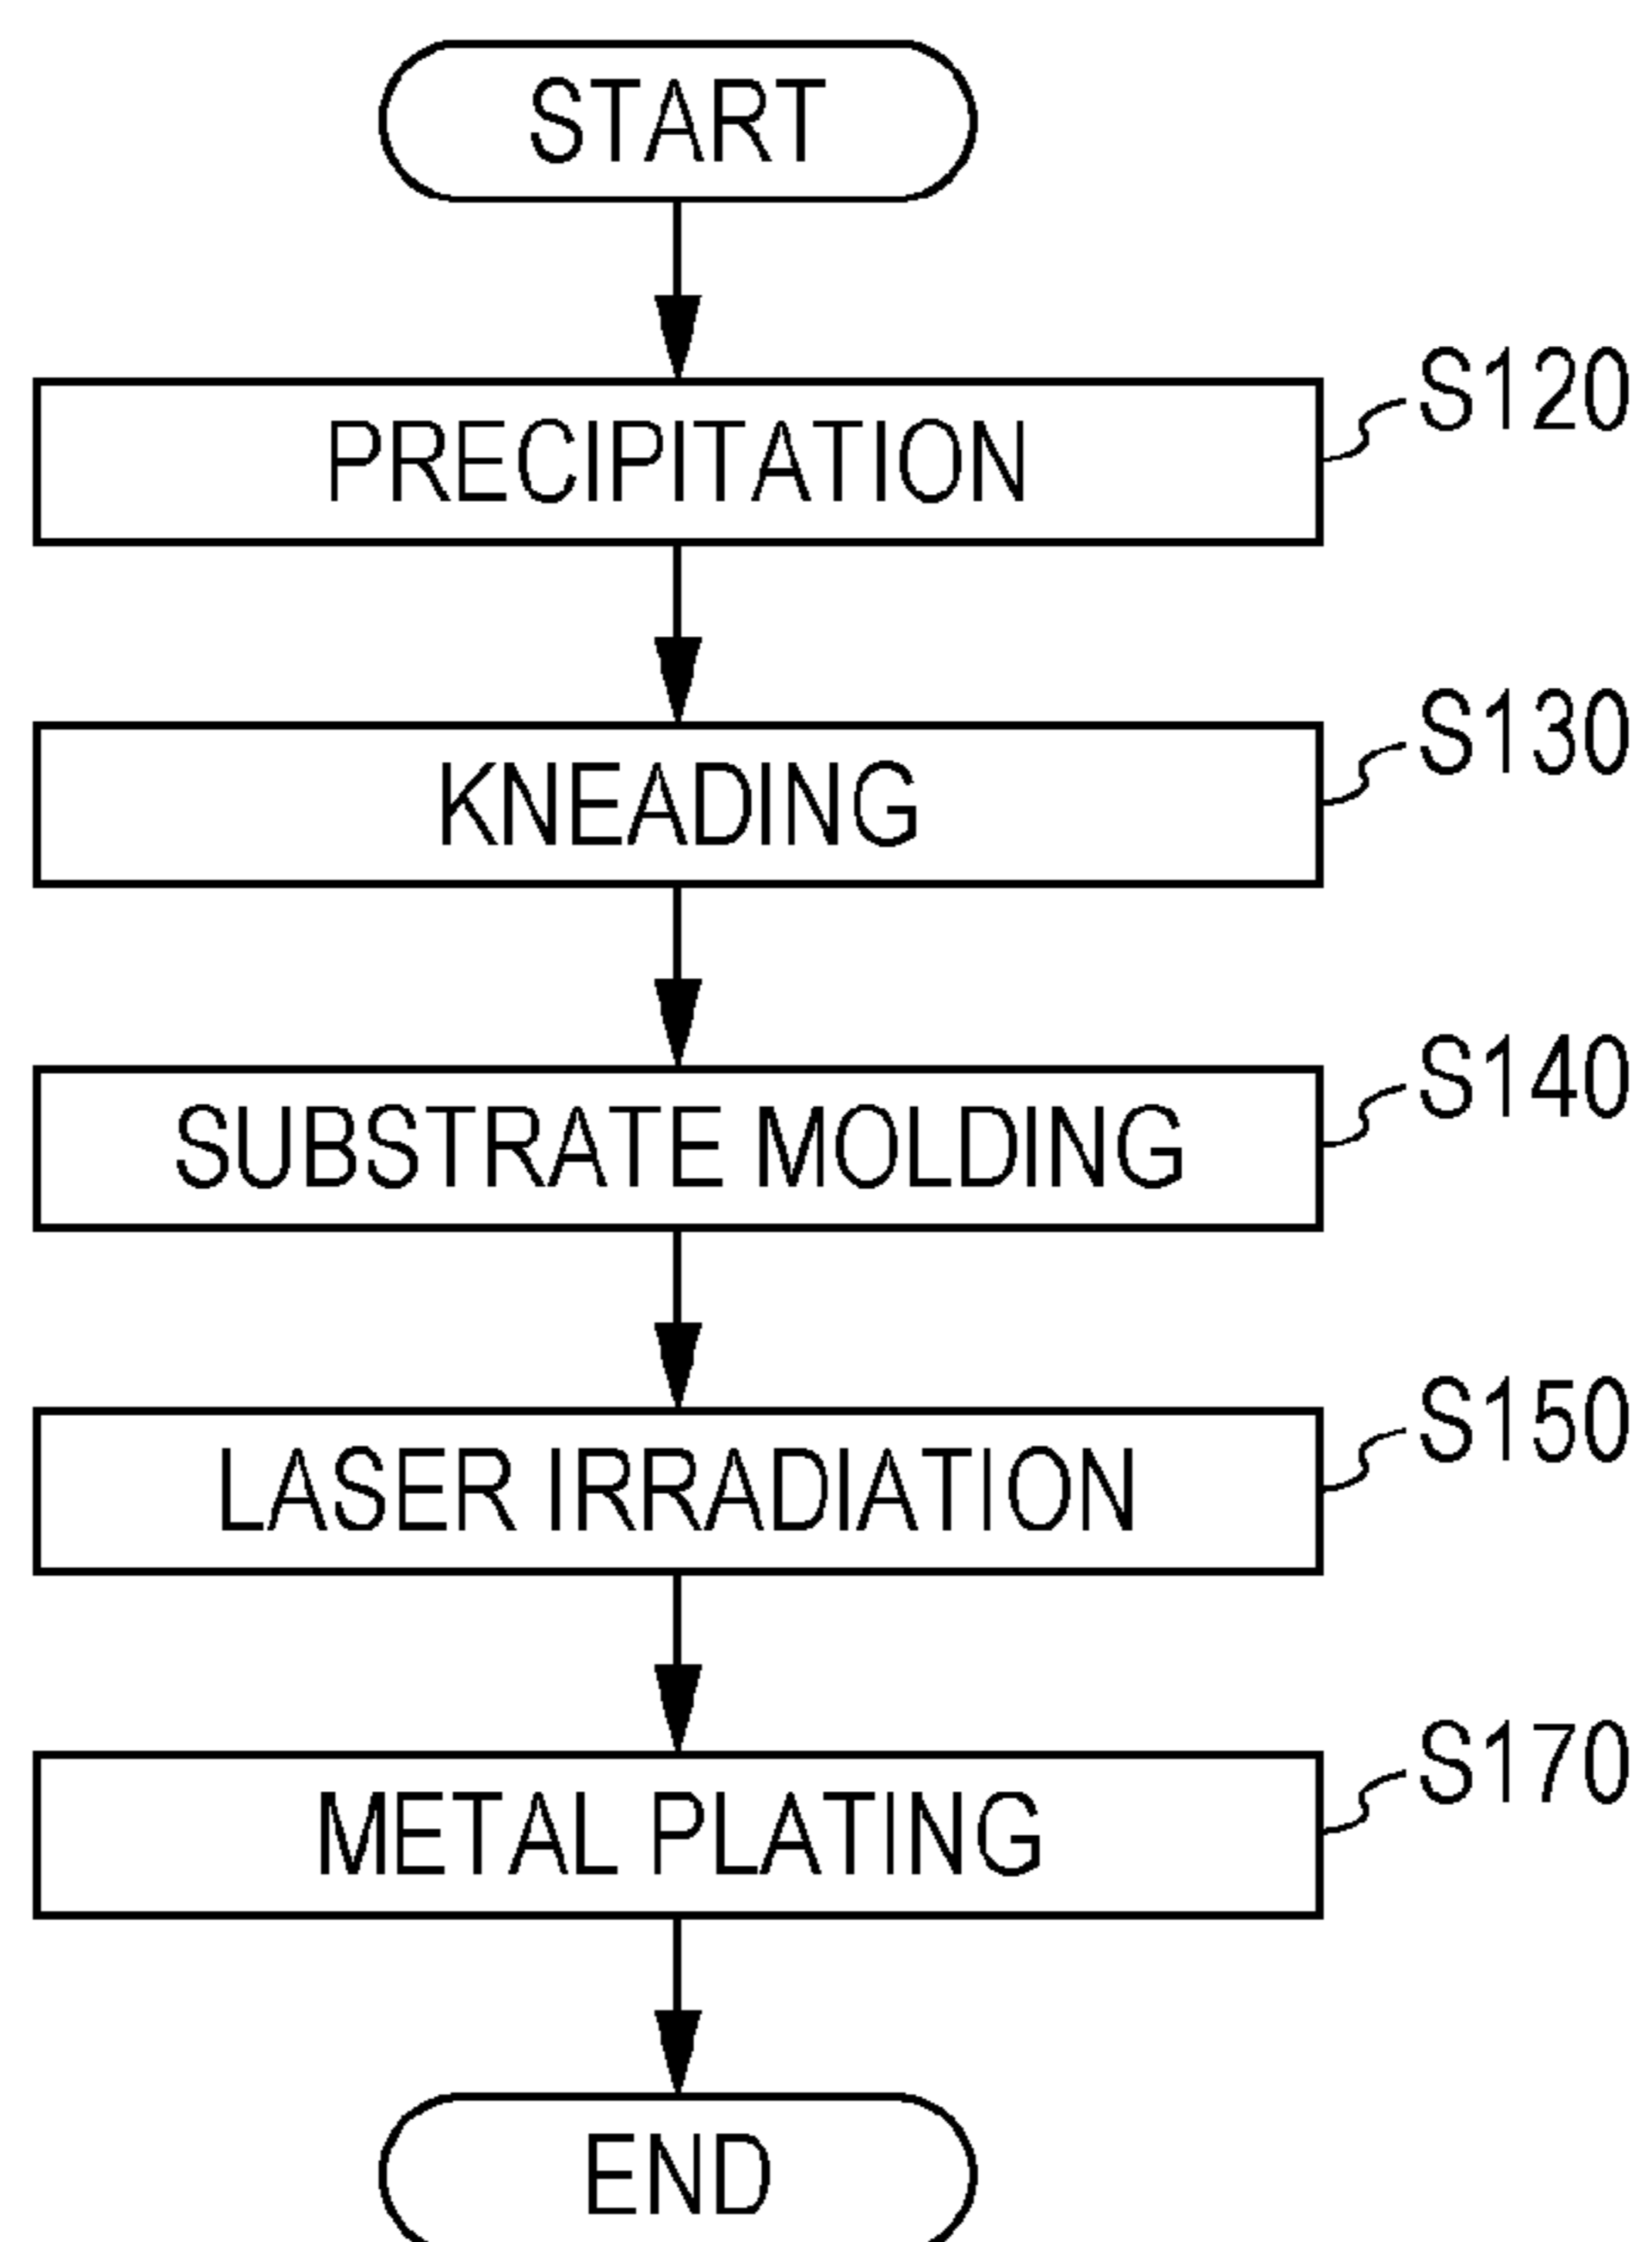 START
PRECIPITATION
S120
KNEADING
S130
SUBSTRATE MOLDING
S140
LASER IRRADIATION
S150
METAL PLATING
S170
END